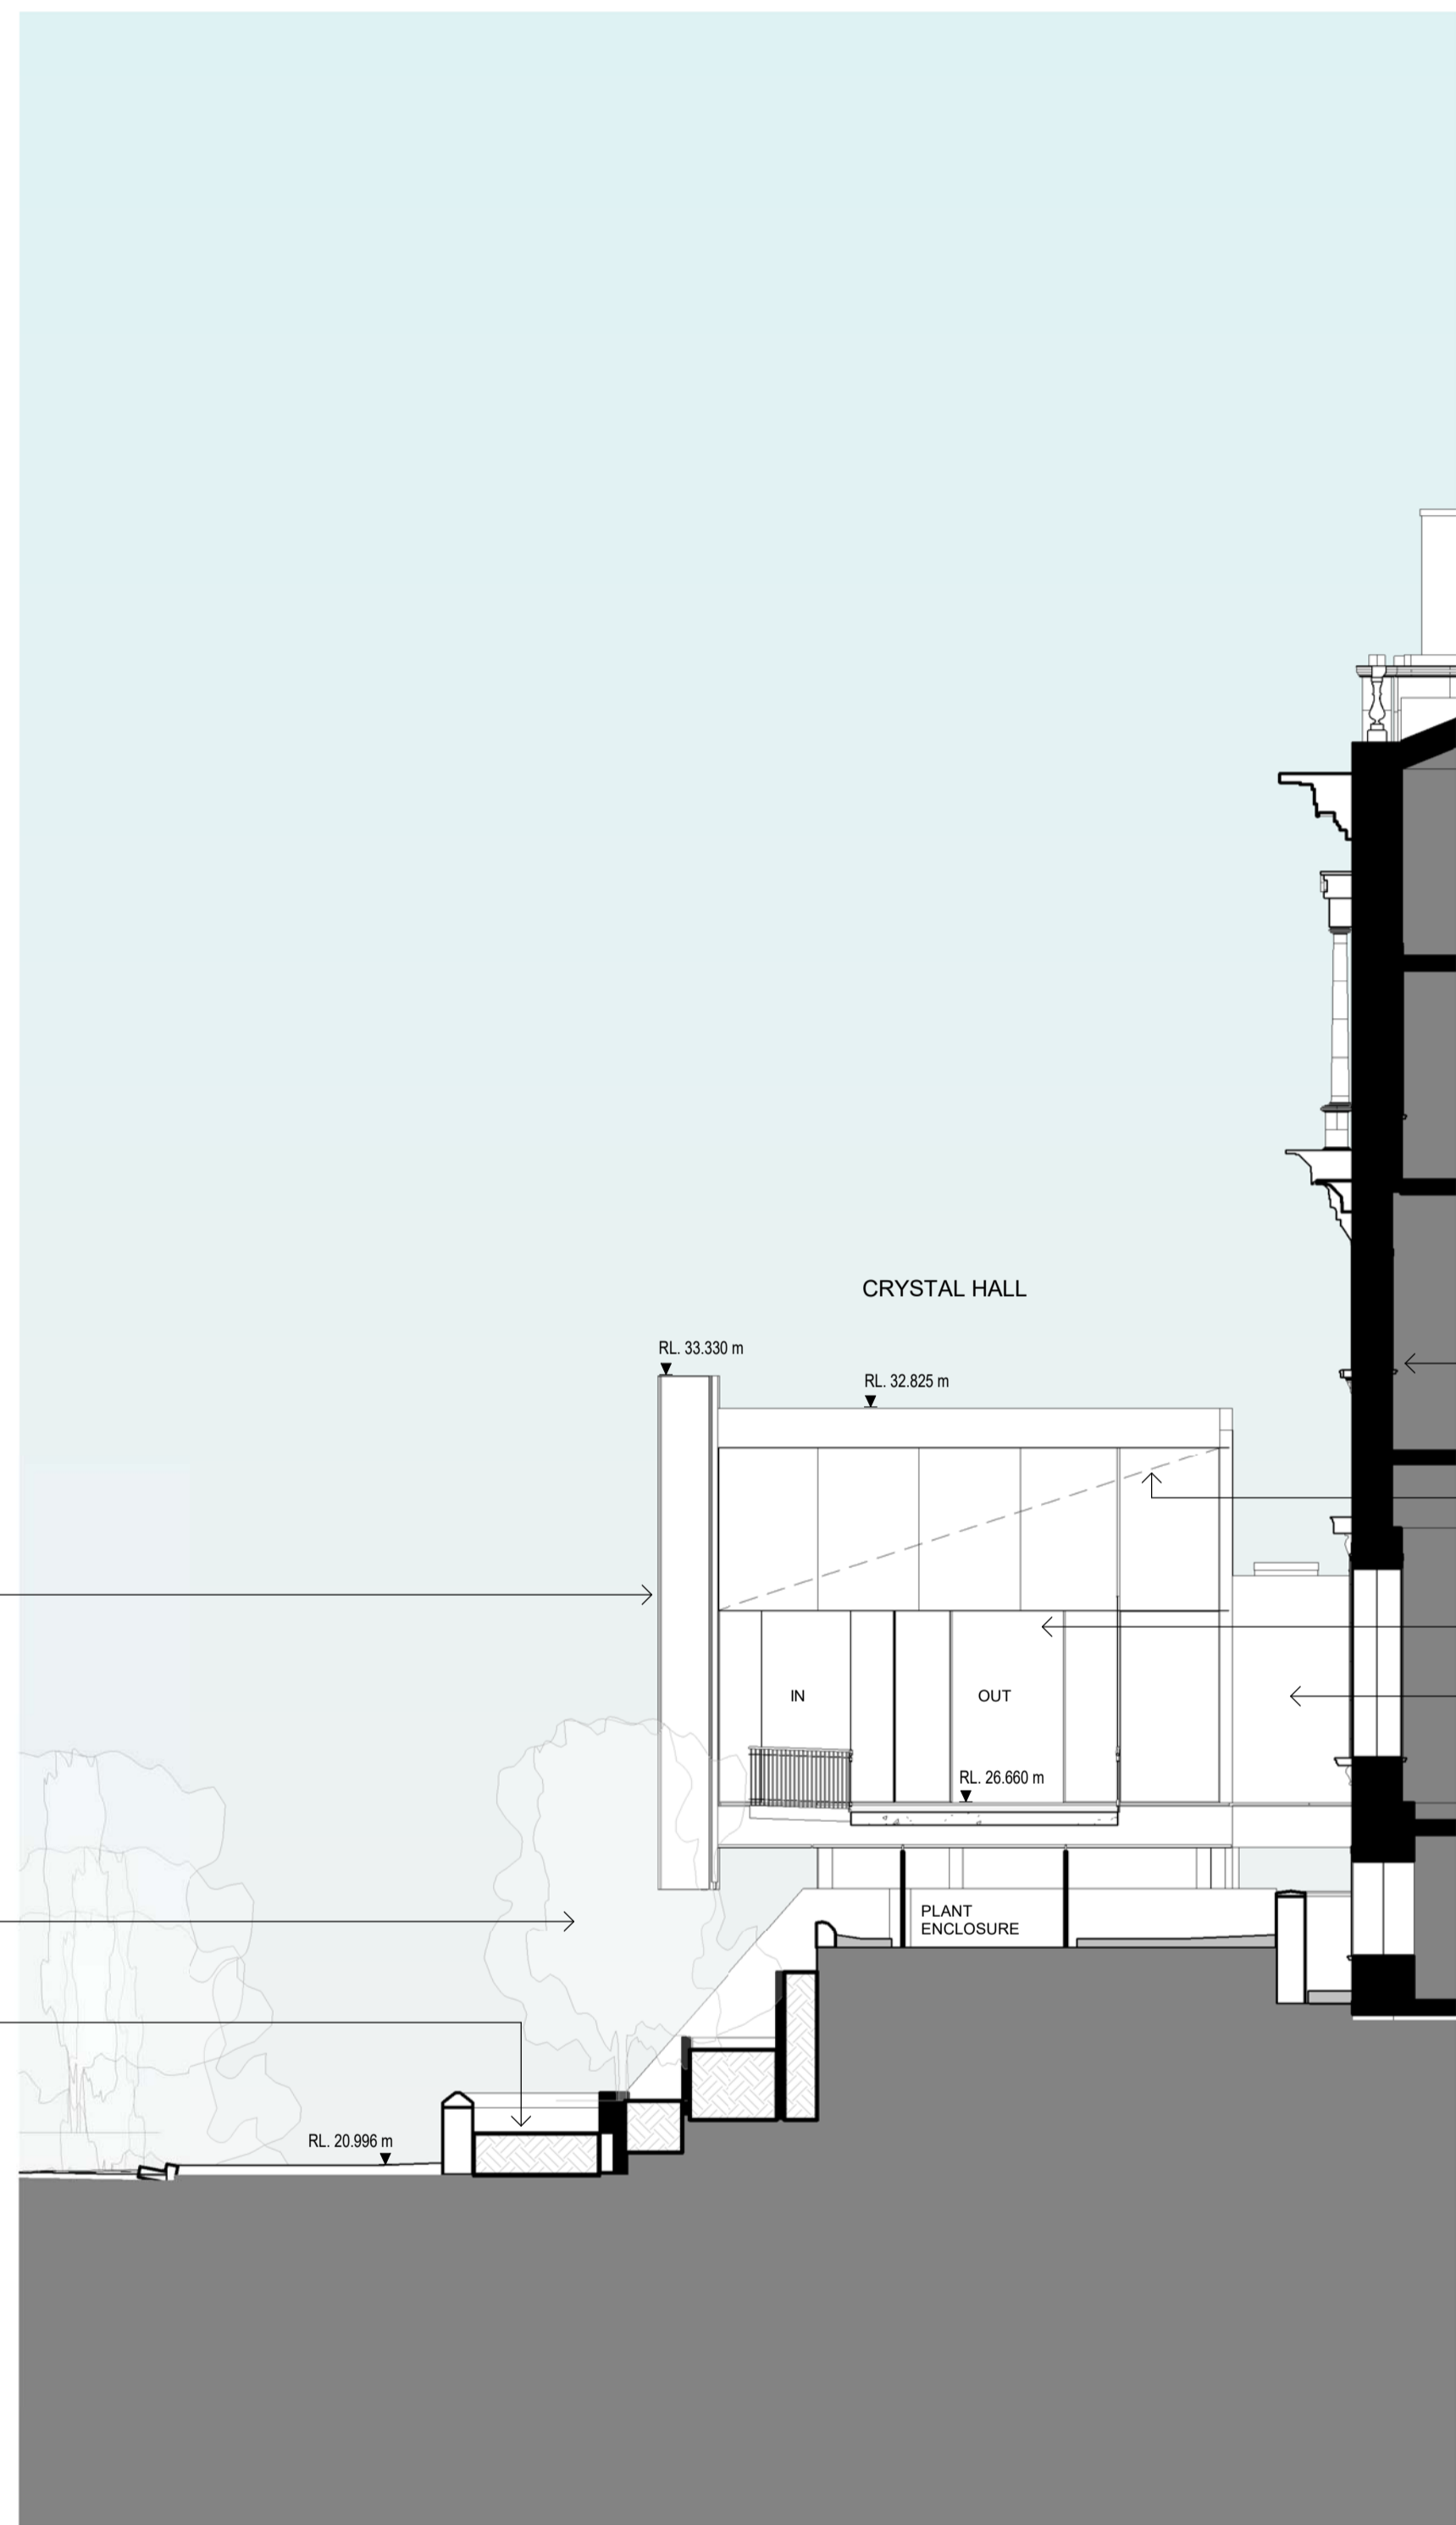 CRYSTAL HALL
RL. 33.330 m
RL. 32.825 m
IN
OUT
RL. 26.660 m
PLANT
ENCLOSURE
RL. 20.996 m